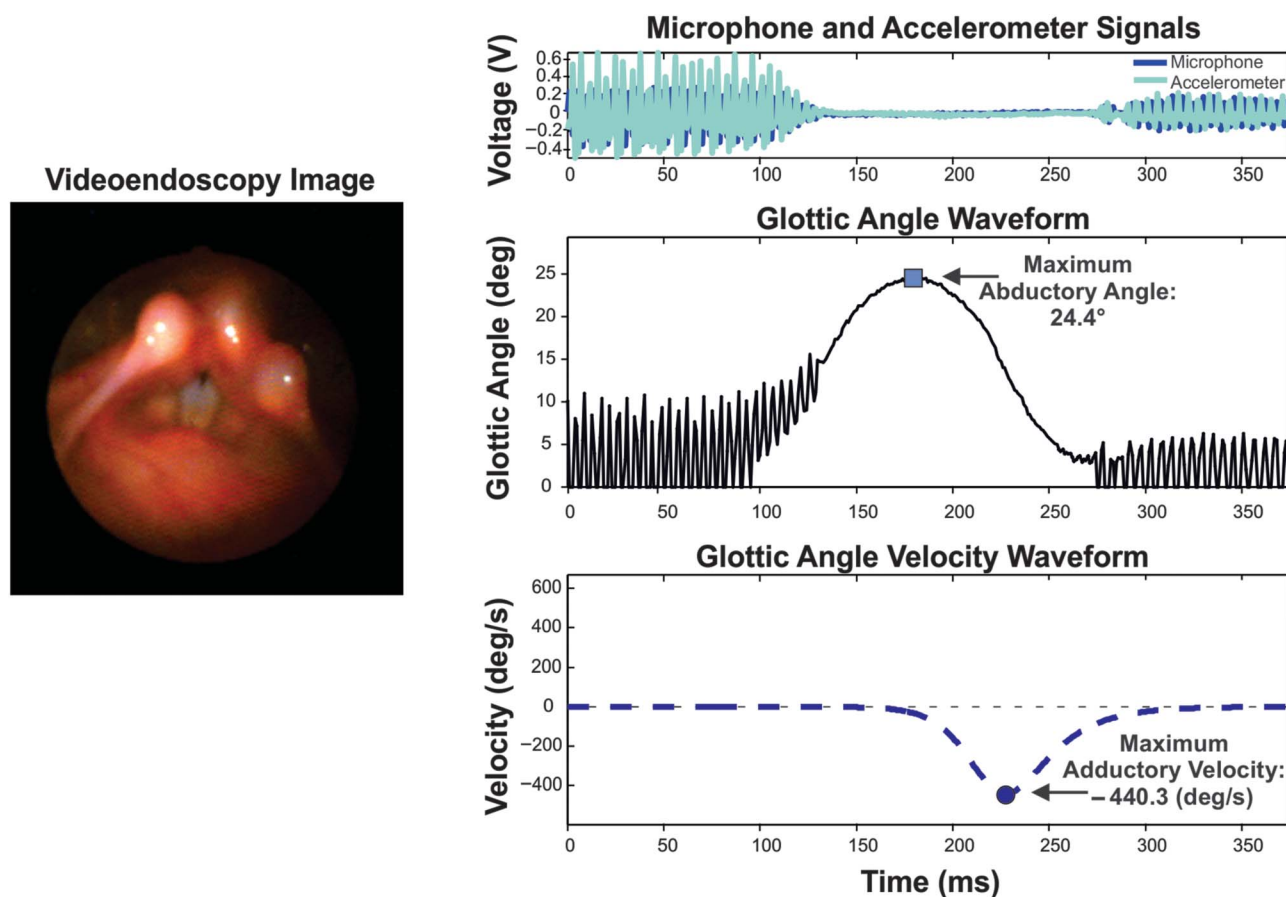 Videoendoscopy Image
Microphone and Accelerometer Signals
Voltage (V)
0.6
0.4
0.2
0
−0.2
−0.4
Microphone
Accelerometer
0 50 100 150 200 250 300 350
Glottic Angle Waveform
Glottic Angle (deg)
25
20
15
10
5
0
Maximum
Abductory Angle:
24.4°
0 50 100 150 200 250 300 350
Glottic Angle Velocity Waveform
Velocity (deg/s)
600
400
200
0
−200
−400
Maximum
Adductory Velocity:
−440.3 (deg/s)
0 50 100 150 200 250 300 350
Time (ms)